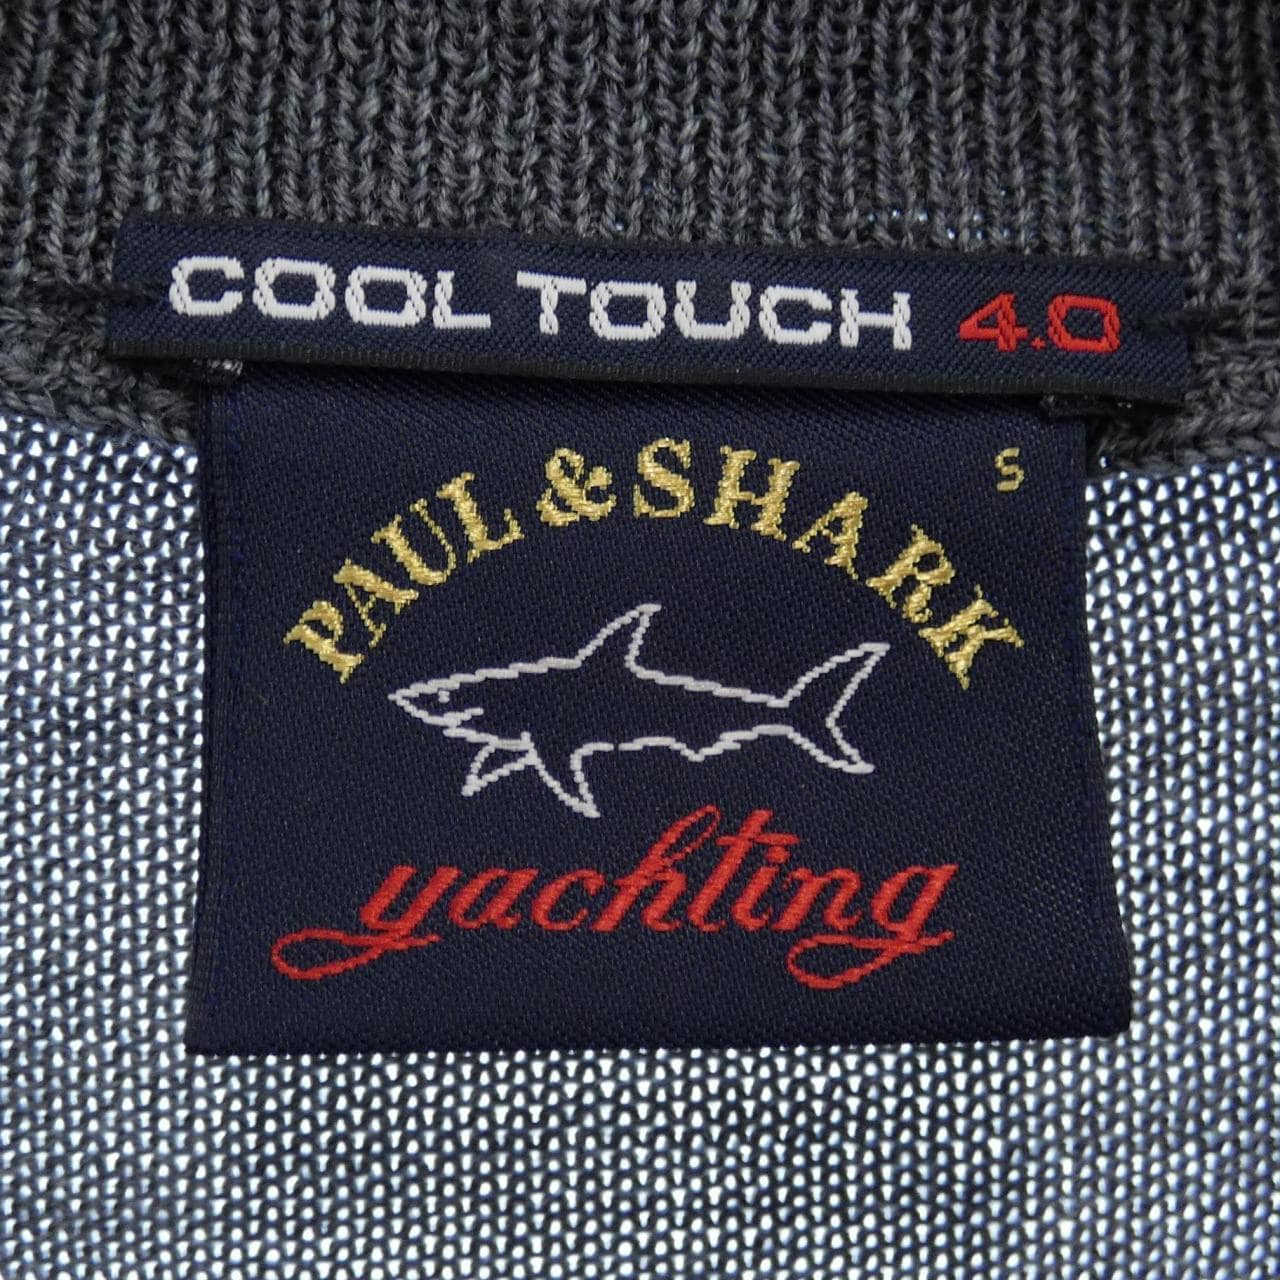 COOL TOUCH 4.0
S
PAUL & SHARK
yachting